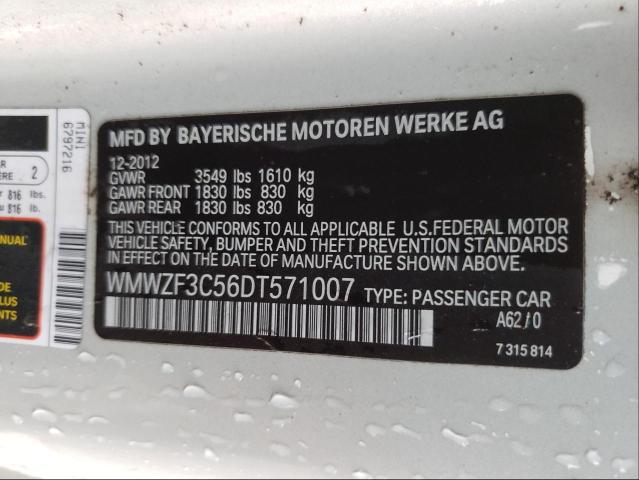 MINI
6797216
2
816 lbs.
816 lb.
MFD BY BAYERISCHE MOTOREN WERKE AG
12-2012
GVWR 3549 lbs 1610 kg
GAWR FRONT 1830 lbs 830 kg
GAWR REAR 1830 lbs 830 kg
THIS VEHICLE CONFORMS TO ALL APPLICABLE U.S.FEDERAL MOTOR
VEHICLE SAFETY, BUMPER AND THEFT PREVENTION STANDARDS
IN EFFECT ON THE DATE OF MANUFACTURE SHOWN ABOVE.
WMWZF3C56DT571007 TYPE: PASSENGER CAR
A62/0
7 315 814